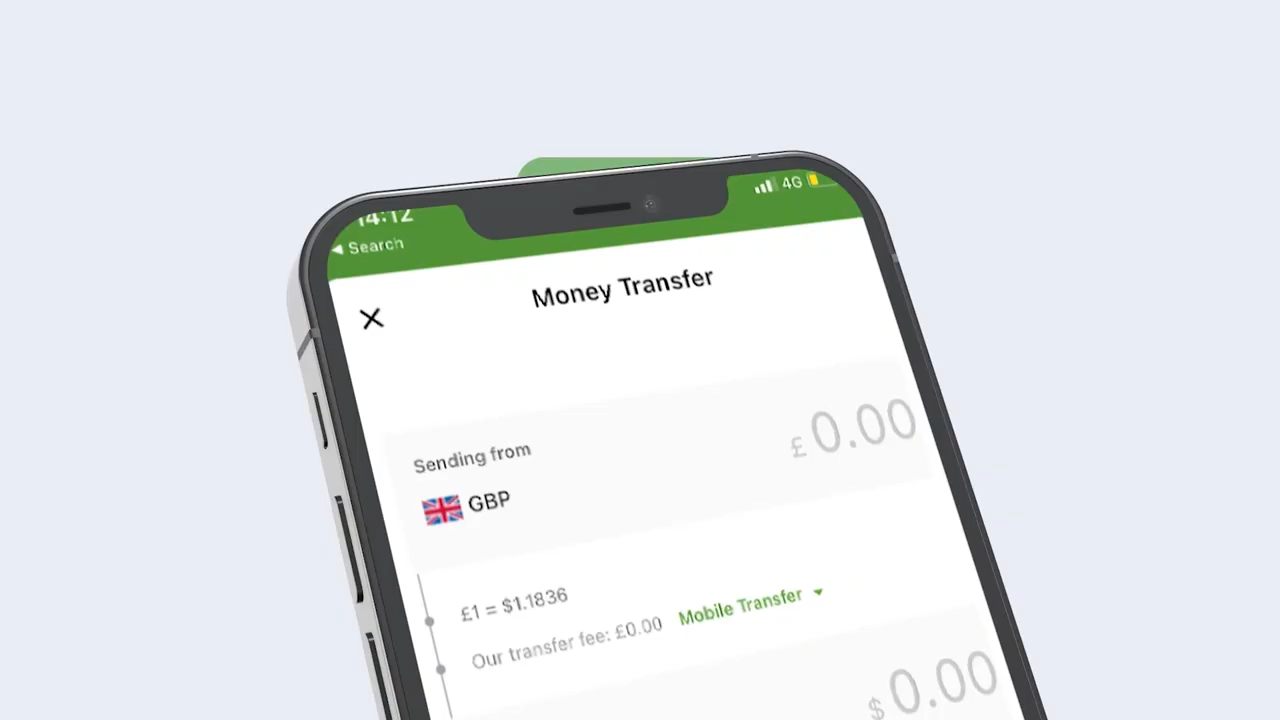 14:12
4G
◀ Search
Money Transfer
Sending from
£ 0.00
GBP
£1 = $1.1836
Our transfer fee: £0.00 Mobile Transfer
$ 0.00